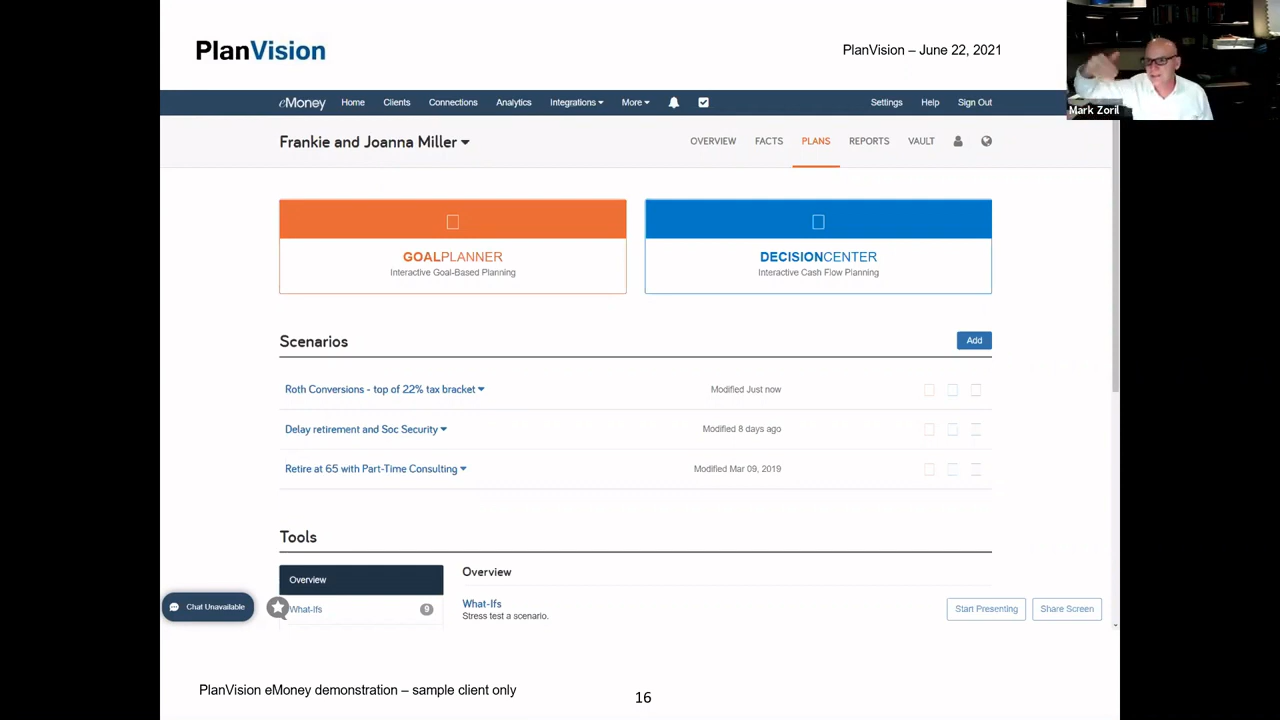 PlanVision
PlanVision – June 22, 2021
Mark Zoril
eMoney Home Clients Connections Analytics Integrations More Settings Help Sign Out
Frankie and Joanna Miller
OVERVIEW FACTS PLANS REPORTS VAULT
GOALPLANNER
Interactive Goal-Based Planning
DECISIONCENTER
Interactive Cash Flow Planning
Scenarios Add
Roth Conversions - top of 22% tax bracket Modified Just now
Delay retirement and Soc Security Modified 8 days ago
Retire at 65 with Part-Time Consulting Modified Mar 09, 2019
Tools
Overview
What-Ifs 9
Overview
What-Ifs
Stress test a scenario.
Start Presenting Share Screen
Chat Unavailable
PlanVision eMoney demonstration – sample client only
16